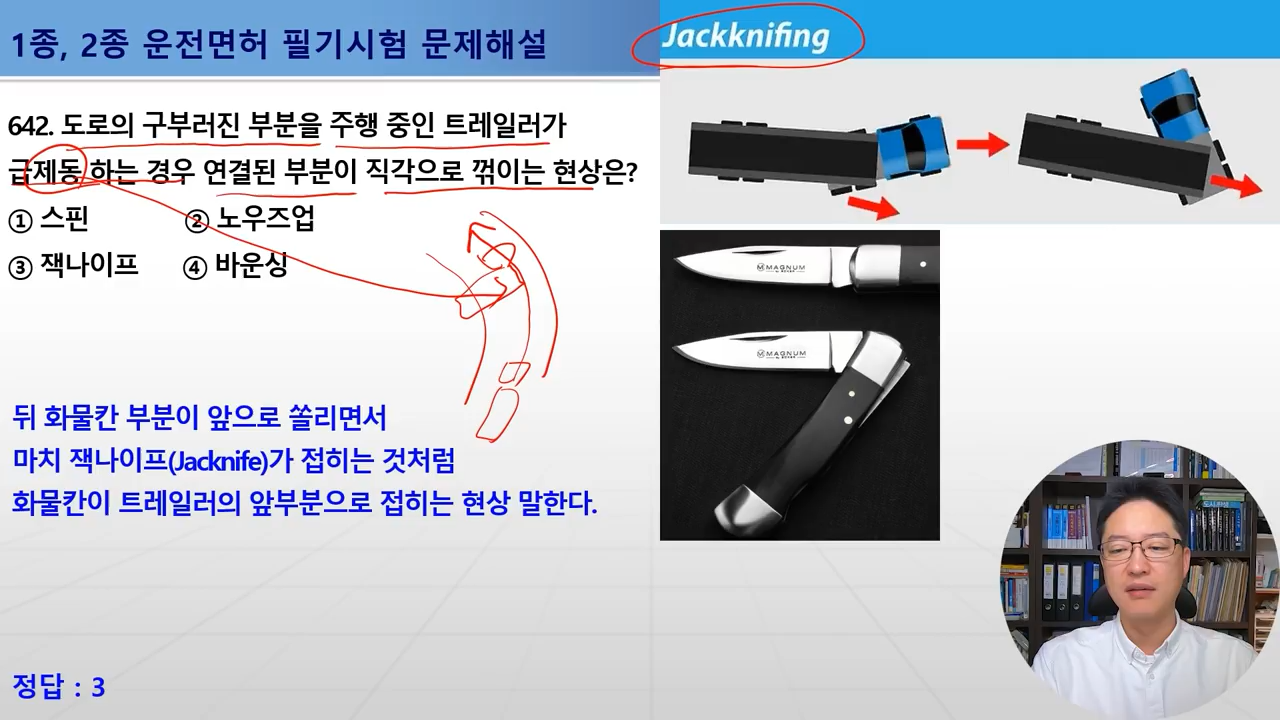 1종, 2종 운전면허 필기시험 문제해설
Jackknifing
642. 도로의 구부러진 부분을 주행 중인 트레일러가
급제동 하는 경우 연결된 부분이 직각으로 꺾이는 현상은?
① 스핀 ② 노우즈업
③ 잭나이프 ④ 바운싱
MAGNUM
MAGNUM
뒤 화물칸 부분이 앞으로 쏠리면서
마치 잭나이프(Jacknife)가 접히는 것처럼
화물칸이 트레일러의 앞부분으로 접히는 현상 말한다.
정답 : 3